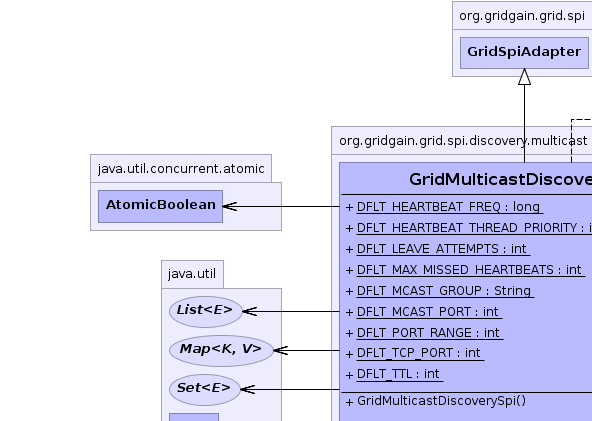 org.gridgain.grid.spi
GridSpiAdapter
org.gridgain.grid.spi.discovery.multicast
GridMulticastDiscove
java.util.concurrent.atomic
AtomicBoolean
+ DFLT_HEARTBEAT_FREQ : long
+ DFLT_HEARTBEAT_THREAD_PRIORITY : i
+ DFLT_LEAVE_ATTEMPTS : int
+ DFLT_MAX_MISSED_HEARTBEATS : int
+ DFLT_MCAST_GROUP : String
+ DFLT_MCAST_PORT : int
+ DFLT_PORT_RANGE : int
+ DFLT_TCP_PORT : int
+ DFLT_TTL : int
+ GridMulticastDiscoverySpi()
java.util
List<E>
Map<K, V>
Set<E>